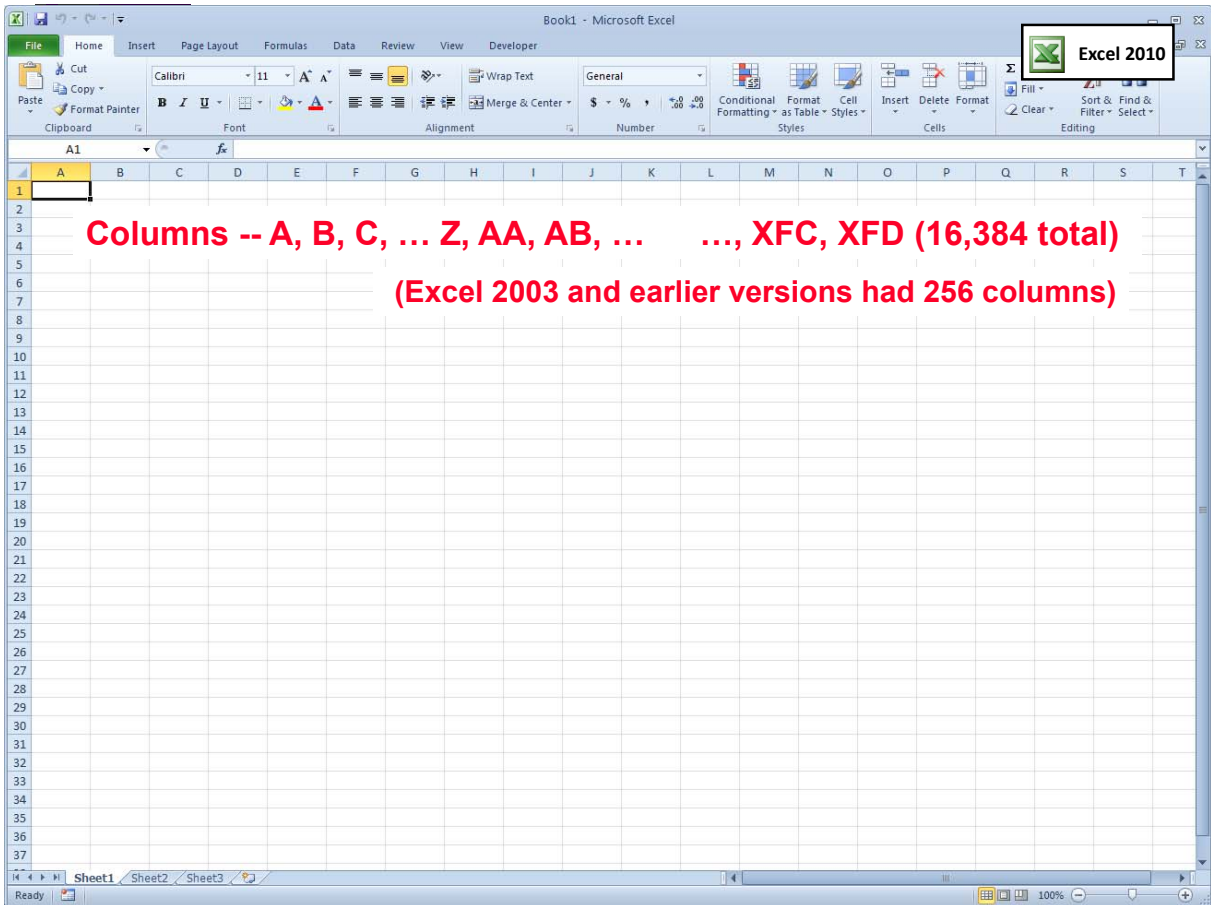 Book1 - Microsoft Excel
File Home Insert Page Layout Formulas Data Review View Developer
Excel 2010
Paste
Cut
Copy
Format Painter
Clipboard
Calibri 11 A A
B I U A
Font
Wrap Text
Merge & Center
Alignment
General
$ % , .0 .00 .00 .0
Number
Conditional Formatting
Format as Table
Cell Styles
Styles
Insert Delete Format
Cells
Σ
Fill
Clear
Sort & Filter
Find & Select
Editing
A1 fx
A B C D E F G H I J K L M N O P Q R S T
1
2
3
Columns -- A, B, C, … Z, AA, AB, … …, XFC, XFD (16,384 total)
4
5
6
(Excel 2003 and earlier versions had 256 columns)
7
8
9
10
11
12
13
14
15
16
17
18
19
20
21
22
23
24
25
26
27
28
29
30
31
32
33
34
35
36
37
Sheet1 Sheet2 Sheet3
Ready 100%